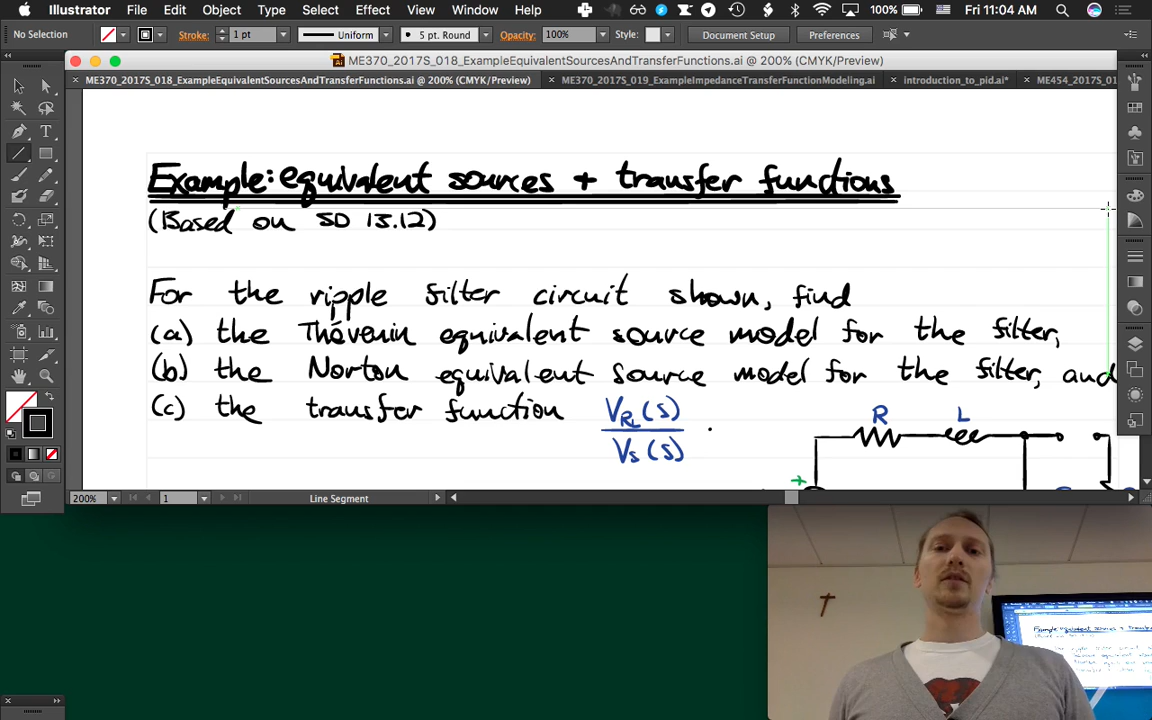 Illustrator File Edit Object Type Select Effect View Window Help 100% Fri 11:04 AM
No Selection Stroke: 1 pt Uniform 5 pt. Round Opacity: 100% Style: Document Setup Preferences
ME370_2017S_018_ExampleEquivalentSourcesAndTransferFunctions.ai @ 200% (CMYK/Preview)
ME370_2017S_018_ExampleEquivalentSourcesAndTransferFunctions.ai @ 200% (CMYK/Preview) ME370_2017S_019_ExampleImpedanceTransferFunctionModeling.ai introduction_to_pid.ai* ME454_2017S_01
Example: equivalent sources + transfer functions
(Based on SD 13.12)
For the ripple filter circuit shown, find
(a) the Thévenin equivalent source model for the filter,
(b) the Norton equivalent source model for the filter, and
(c) the transfer function V_RL(s) / V_s(s) .
R L
+
200% 1 Line Segment